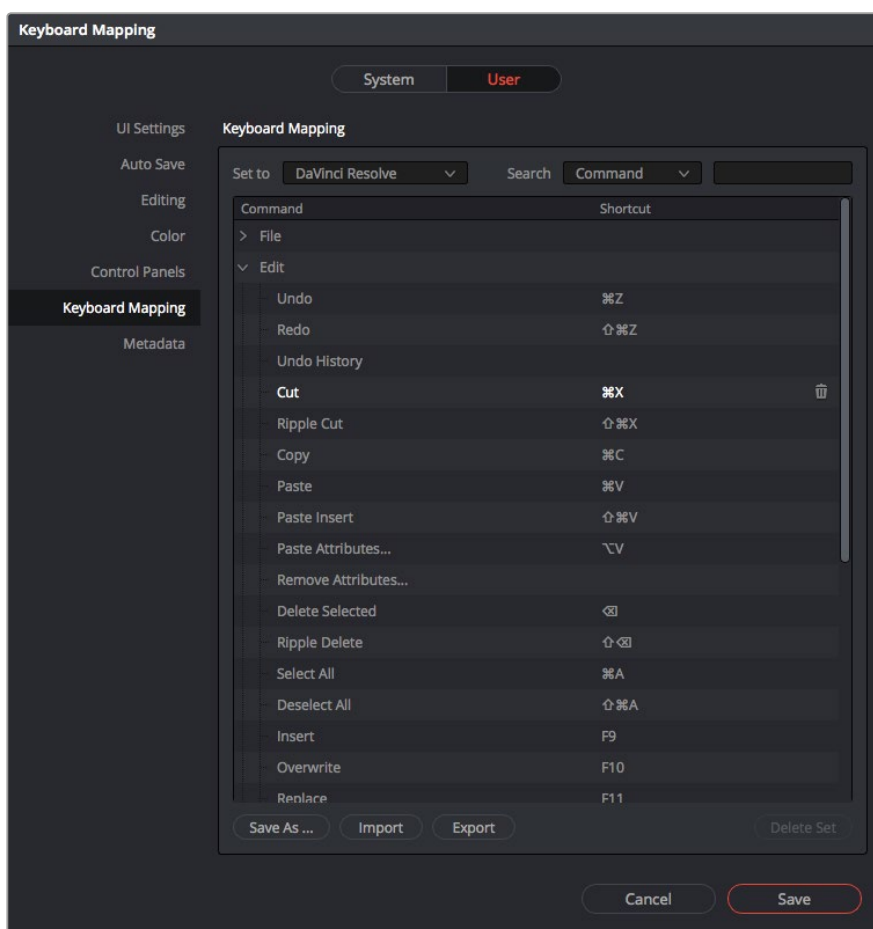 Keyboard Mapping
System User
UI Settings
Auto Save
Editing
Color
Control Panels
Keyboard Mapping
Metadata
Keyboard Mapping
Set to DaVinci Resolve Search Command
Command Shortcut
> File
Edit
Undo ⌘Z
Redo ⇧⌘Z
Undo History
Cut ⌘X
Ripple Cut ⇧⌘X
Copy ⌘C
Paste ⌘V
Paste Insert ⇧⌘V
Paste Attributes... ⌥V
Remove Attributes...
Delete Selected ⌫
Ripple Delete ⇧⌫
Select All ⌘A
Deselect All ⇧⌘A
Insert F9
Overwrite F10
Replace F11
Save As ... Import Export Delete Set
Cancel Save